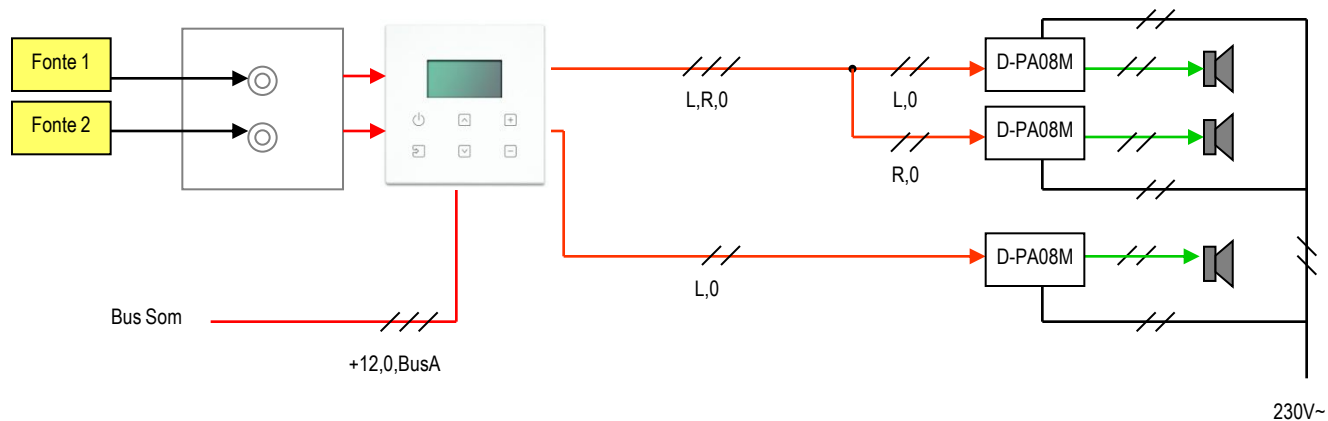 Fonte 1
Fonte 2
L,R,0
L,0
R,0
D-PA08M
D-PA08M
L,0
D-PA08M
Bus Som
+12,0,BusA
230V~